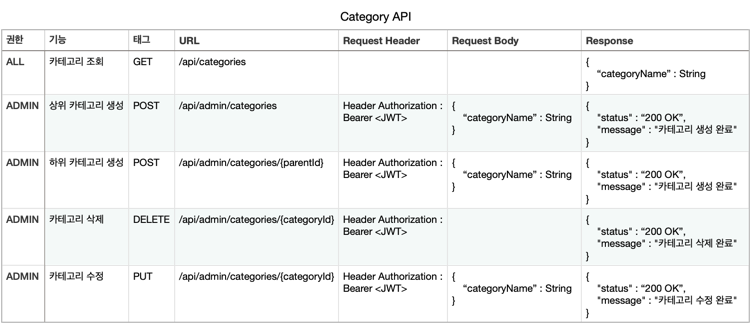 Category API
권한 기능 태그 URL Request Header Request Body Response
ALL 카테고리 조회 GET /api/categories {
"categoryName" : String
}
ADMIN 상위 카테고리 생성 POST /api/admin/categories Header Authorization : { {
Bearer <JWT> "categoryName" : String "status" : "200 OK",
} "message" : "카테고리 생성 완료"
}
ADMIN 하위 카테고리 생성 POST /api/admin/categories/{parentId} Header Authorization : { {
Bearer <JWT> "categoryName" : String "status" : "200 OK",
} "message" : "카테고리 생성 완료"
}
ADMIN 카테고리 삭제 DELETE /api/admin/categories/{categoryId} Header Authorization : {
Bearer <JWT> "status" : "200 OK",
"message" : "카테고리 삭제 완료"
}
ADMIN 카테고리 수정 PUT /api/admin/categories/{categoryId} Header Authorization : { {
Bearer <JWT> "categoryName" : String "status" : "200 OK",
} "message" : "카테고리 수정 완료"
}